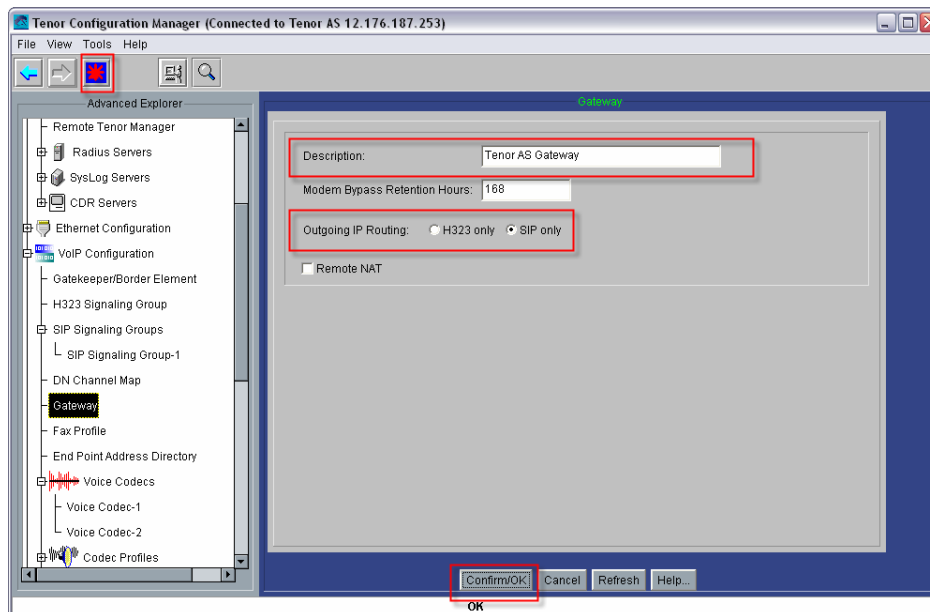 Tenor Configuration Manager (Connected to Tenor AS 12.176.187.253)
File View Tools Help
Advanced Explorer
Remote Tenor Manager
Radius Servers
SysLog Servers
CDR Servers
Ethernet Configuration
VoIP Configuration
Gatekeeper/Border Element
H323 Signaling Group
SIP Signaling Groups
SIP Signaling Group-1
DN Channel Map
Gateway
Fax Profile
End Point Address Directory
Voice Codecs
Voice Codec-1
Voice Codec-2
Codec Profiles
Gateway
Description: Tenor AS Gateway
Modem Bypass Retention Hours: 168
Outgoing IP Routing: H323 only SIP only
Remote NAT
Confirm/OK Cancel Refresh Help...
OK